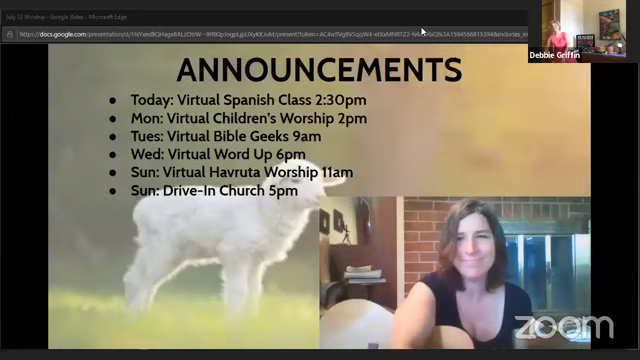 July 12 Worship - Google Slides - Microsoft Edge
Debbie Griffin
ANNOUNCEMENTS
● Today: Virtual Spanish Class 2:30pm
● Mon: Virtual Children's Worship 2pm
● Tues: Virtual Bible Geeks 9am
● Wed: Virtual Word Up 6pm
● Sun: Virtual Havruta Worship 11am
● Sun: Drive-In Church 5pm
zoom